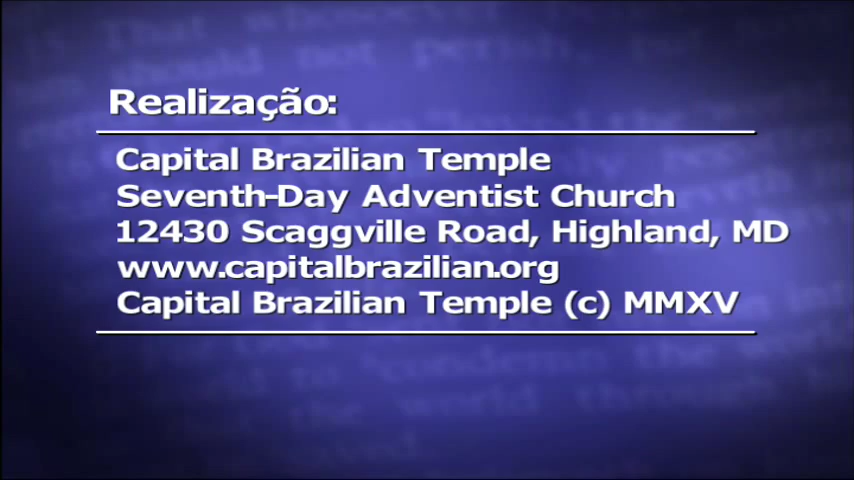 Realização:
Capital Brazilian Temple
Seventh-Day Adventist Church
12430 Scaggville Road, Highland, MD
www.capitalbrazilian.org
Capital Brazilian Temple (c) MMXV